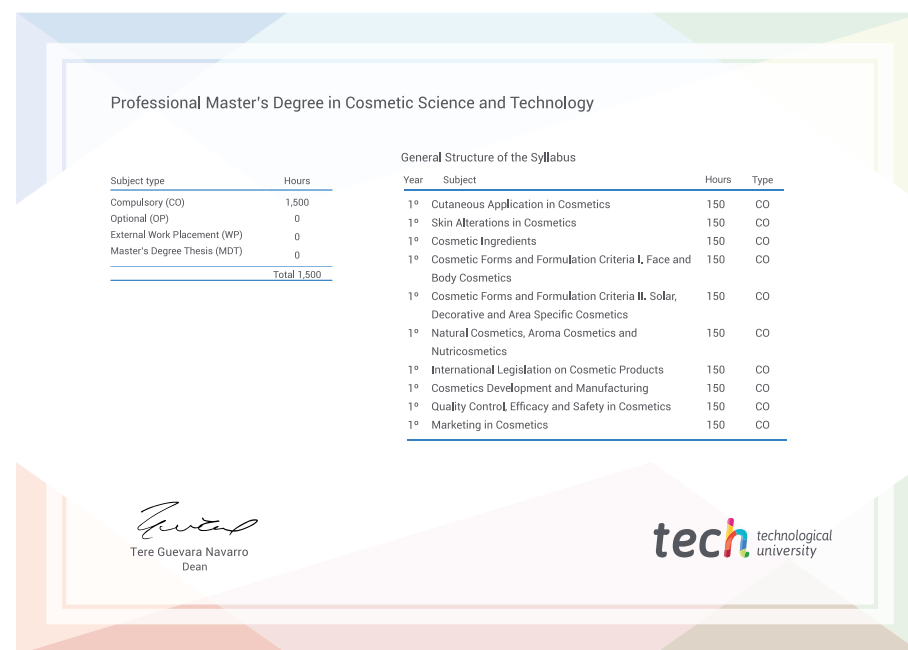 Professional Master's Degree in Cosmetic Science and Technology
Subject type Hours
Compulsory (CO) 1,500
Optional (OP) 0
External Work Placement (WP) 0
Master's Degree Thesis (MDT) 0
Total 1,500
General Structure of the Syllabus
Year Subject Hours Type
1º Cutaneous Application in Cosmetics 150 CO
1º Skin Alterations in Cosmetics 150 CO
1º Cosmetic Ingredients 150 CO
1º Cosmetic Forms and Formulation Criteria I. Face and 150 CO
Body Cosmetics
1º Cosmetic Forms and Formulation Criteria II. Solar, 150 CO
Decorative and Area Specific Cosmetics
1º Natural Cosmetics, Aroma Cosmetics and 150 CO
Nutricosmetics
1º International Legislation on Cosmetic Products 150 CO
1º Cosmetics Development and Manufacturing 150 CO
1º Quality Control, Efficacy and Safety in Cosmetics 150 CO
1º Marketing in Cosmetics 150 CO
Tere Guevara Navarro
Dean
tech technological
university